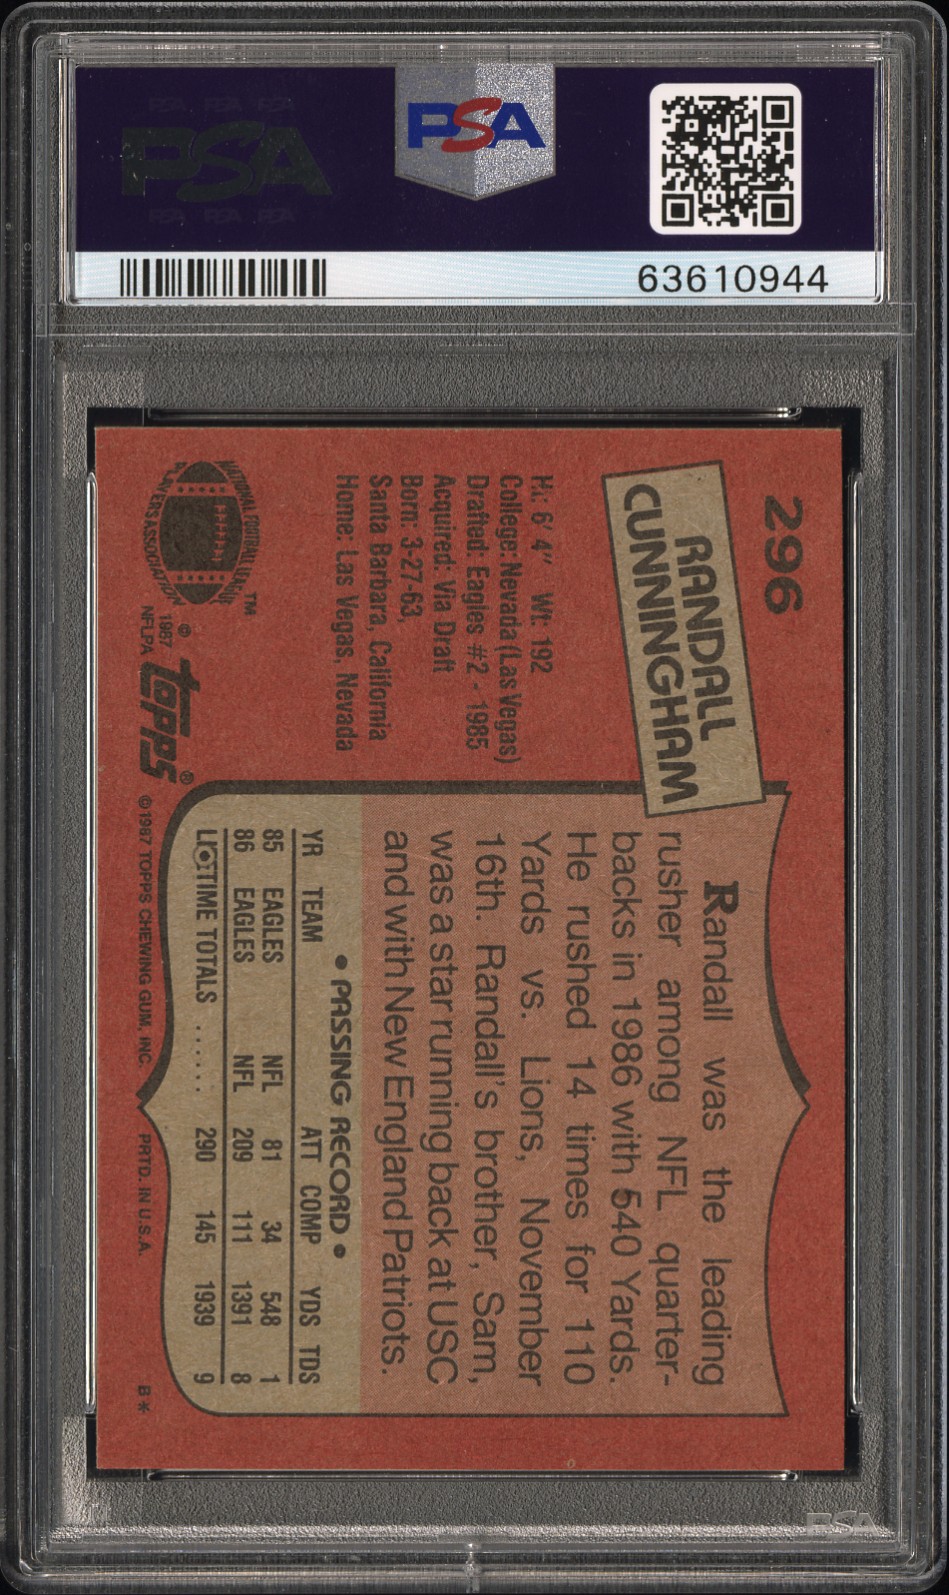 PSA
PSA
63610944
296
RANDALL
CUNNINGHAM
Ht: 6' 4" Wt: 192
College: Nevada (Las Vegas)
Drafted: Eagles #2 - 1985
Acquired: Via Draft
Born: 3-27-63,
Santa Barbara, California
Home: Las Vegas, Nevada
NATIONAL FOOTBALL LEAGUE
PLAYERS ASSOCIATION
TM
© 1987
NFLPA
topps®
Randall was the leading
rusher among NFL quarter-
backs in 1986 with 540 Yards.
He rushed 14 times for 110
Yards vs. Lions, November
16th. Randall's brother, Sam,
was a star running back at USC
and with New England Patriots.
• PASSING RECORD •
YR TEAM ATT COMP YDS TDS
85 EAGLES NFL 81 34 548 1
86 EAGLES NFL 209 111 1391 8
LIFETIME TOTALS ...... 290 145 1939 9
© 1987 TOPPS CHEWING GUM, INC. PRTD. IN U.S.A. B*
PSA